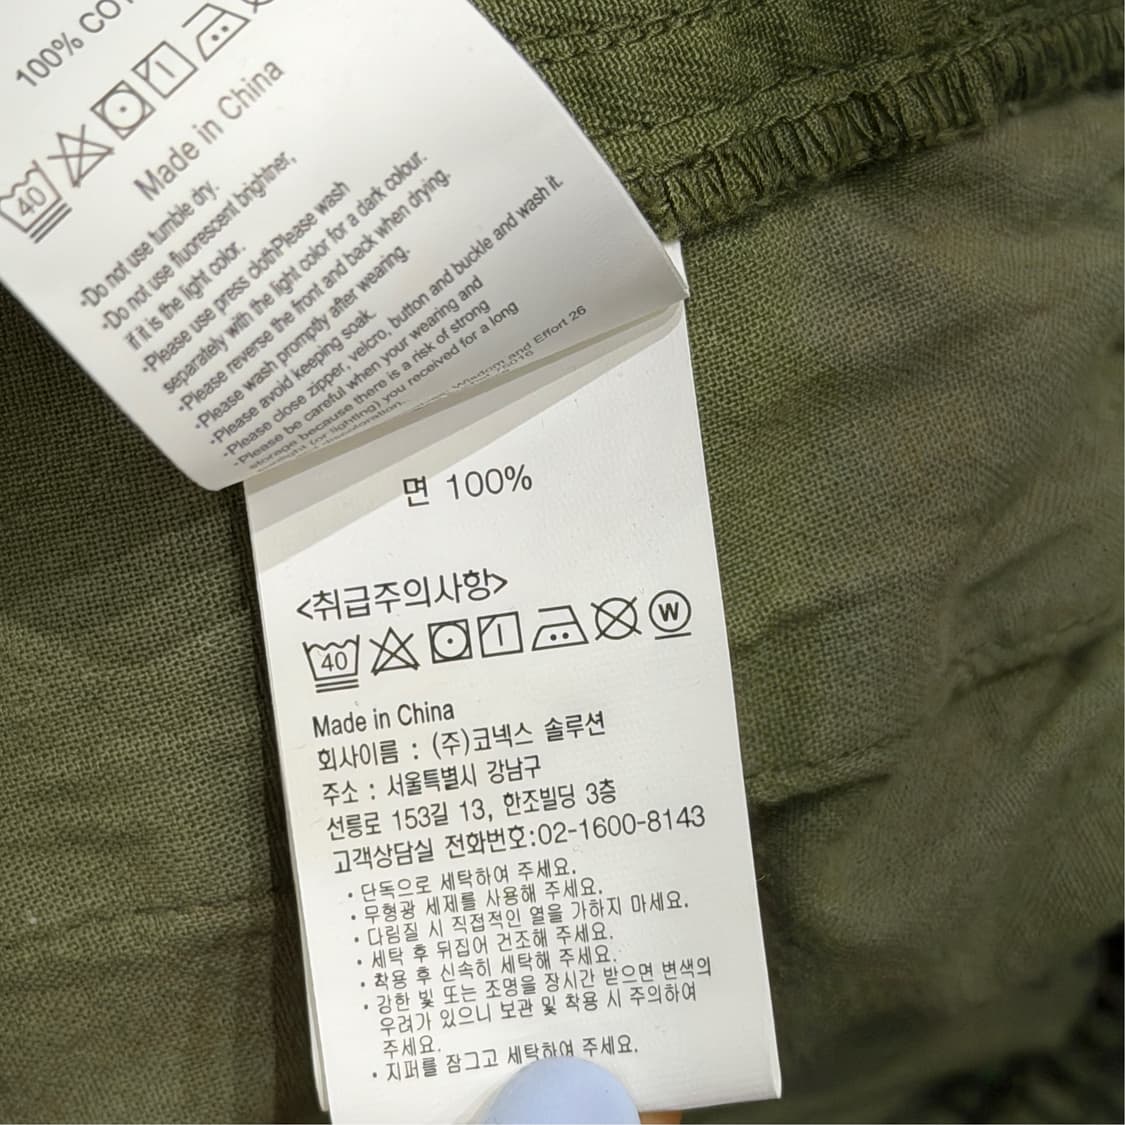 100% CO
40
Made in China
-Do not use tumble dry.
-Do not use fluorescent brightner,
if it is the light color.
-Please use press clothPlease wash
separately with the light color for a dark colour.
-Please reverse the front and back when drying.
-Please wash promptly after wearing.
-Please avoid keeping soak.
-Please close zipper, velcro, button and buckle and wash it.
-Please be careful when your wearing and
storage because there is a risk of strong
you received for a long
Wisdom and Effort 26
면 100%
<취급주의사항>
40 W
Made in China
회사이름 : (주)코넥스 솔루션
주소 : 서울특별시 강남구
선릉로 153길 13, 한조빌딩 3층
고객상담실 전화번호:02-1600-8143
· 단독으로 세탁하여 주세요.
· 무형광 세제를 사용해 주세요.
· 다림질 시 직접적인 열을 가하지 마세요.
· 세탁 후 뒤집어 건조해 주세요.
· 착용 후 신속히 세탁해 주세요.
· 강한 빛 또는 조명을 장시간 받으면 변색의
우려가 있으니 보관 및 착용 시 주의하여
주세요.
· 지퍼를 잠그고 세탁하여 주세요.